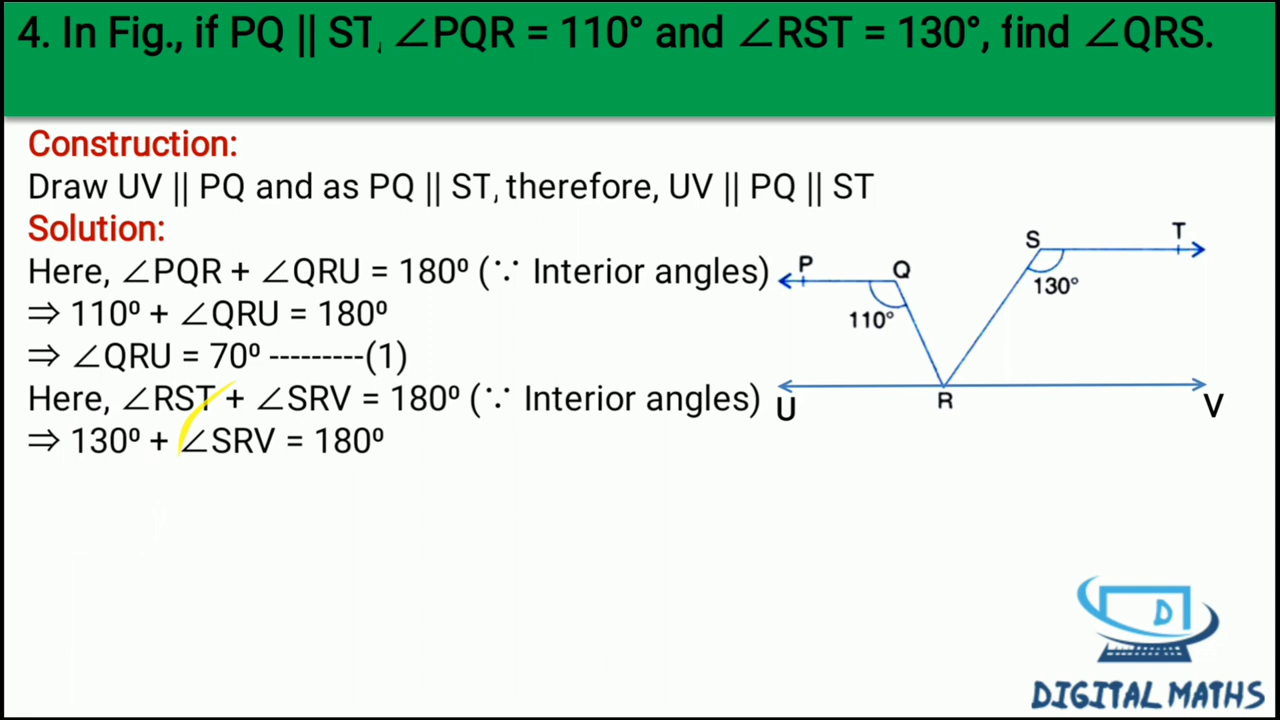 4. In Fig., if PQ || ST, ∠PQR = 110° and ∠RST = 130°, find ∠QRS.
Construction:
Draw UV || PQ and as PQ || ST, therefore, UV || PQ || ST
Solution:
Here, ∠PQR + ∠QRU = 180⁰ (∵ Interior angles)
⇒ 110⁰ + ∠QRU = 180⁰
⇒ ∠QRU = 70⁰ ---------(1)
Here, ∠RST + ∠SRV = 180⁰ (∵ Interior angles)
⇒ 130⁰ + ∠SRV = 180⁰
S T
P Q
130°
110°
U R V
D
DIGITAL MATHS